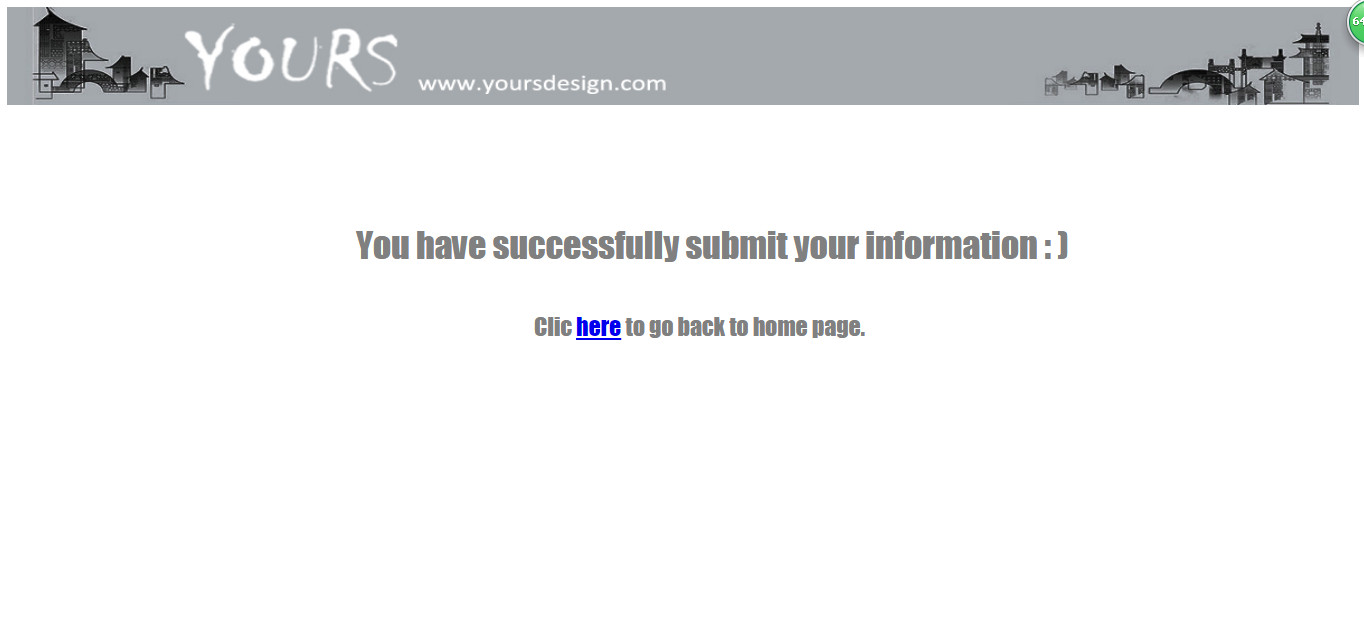 YOURS www.yoursdesign.com
64
You have successfully submit your information : )
Clic here to go back to home page.